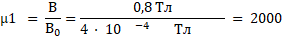 μ1 = B / B₀ = 0,8 Тл / 4 · 10 ⁻⁴ Тл = 2000